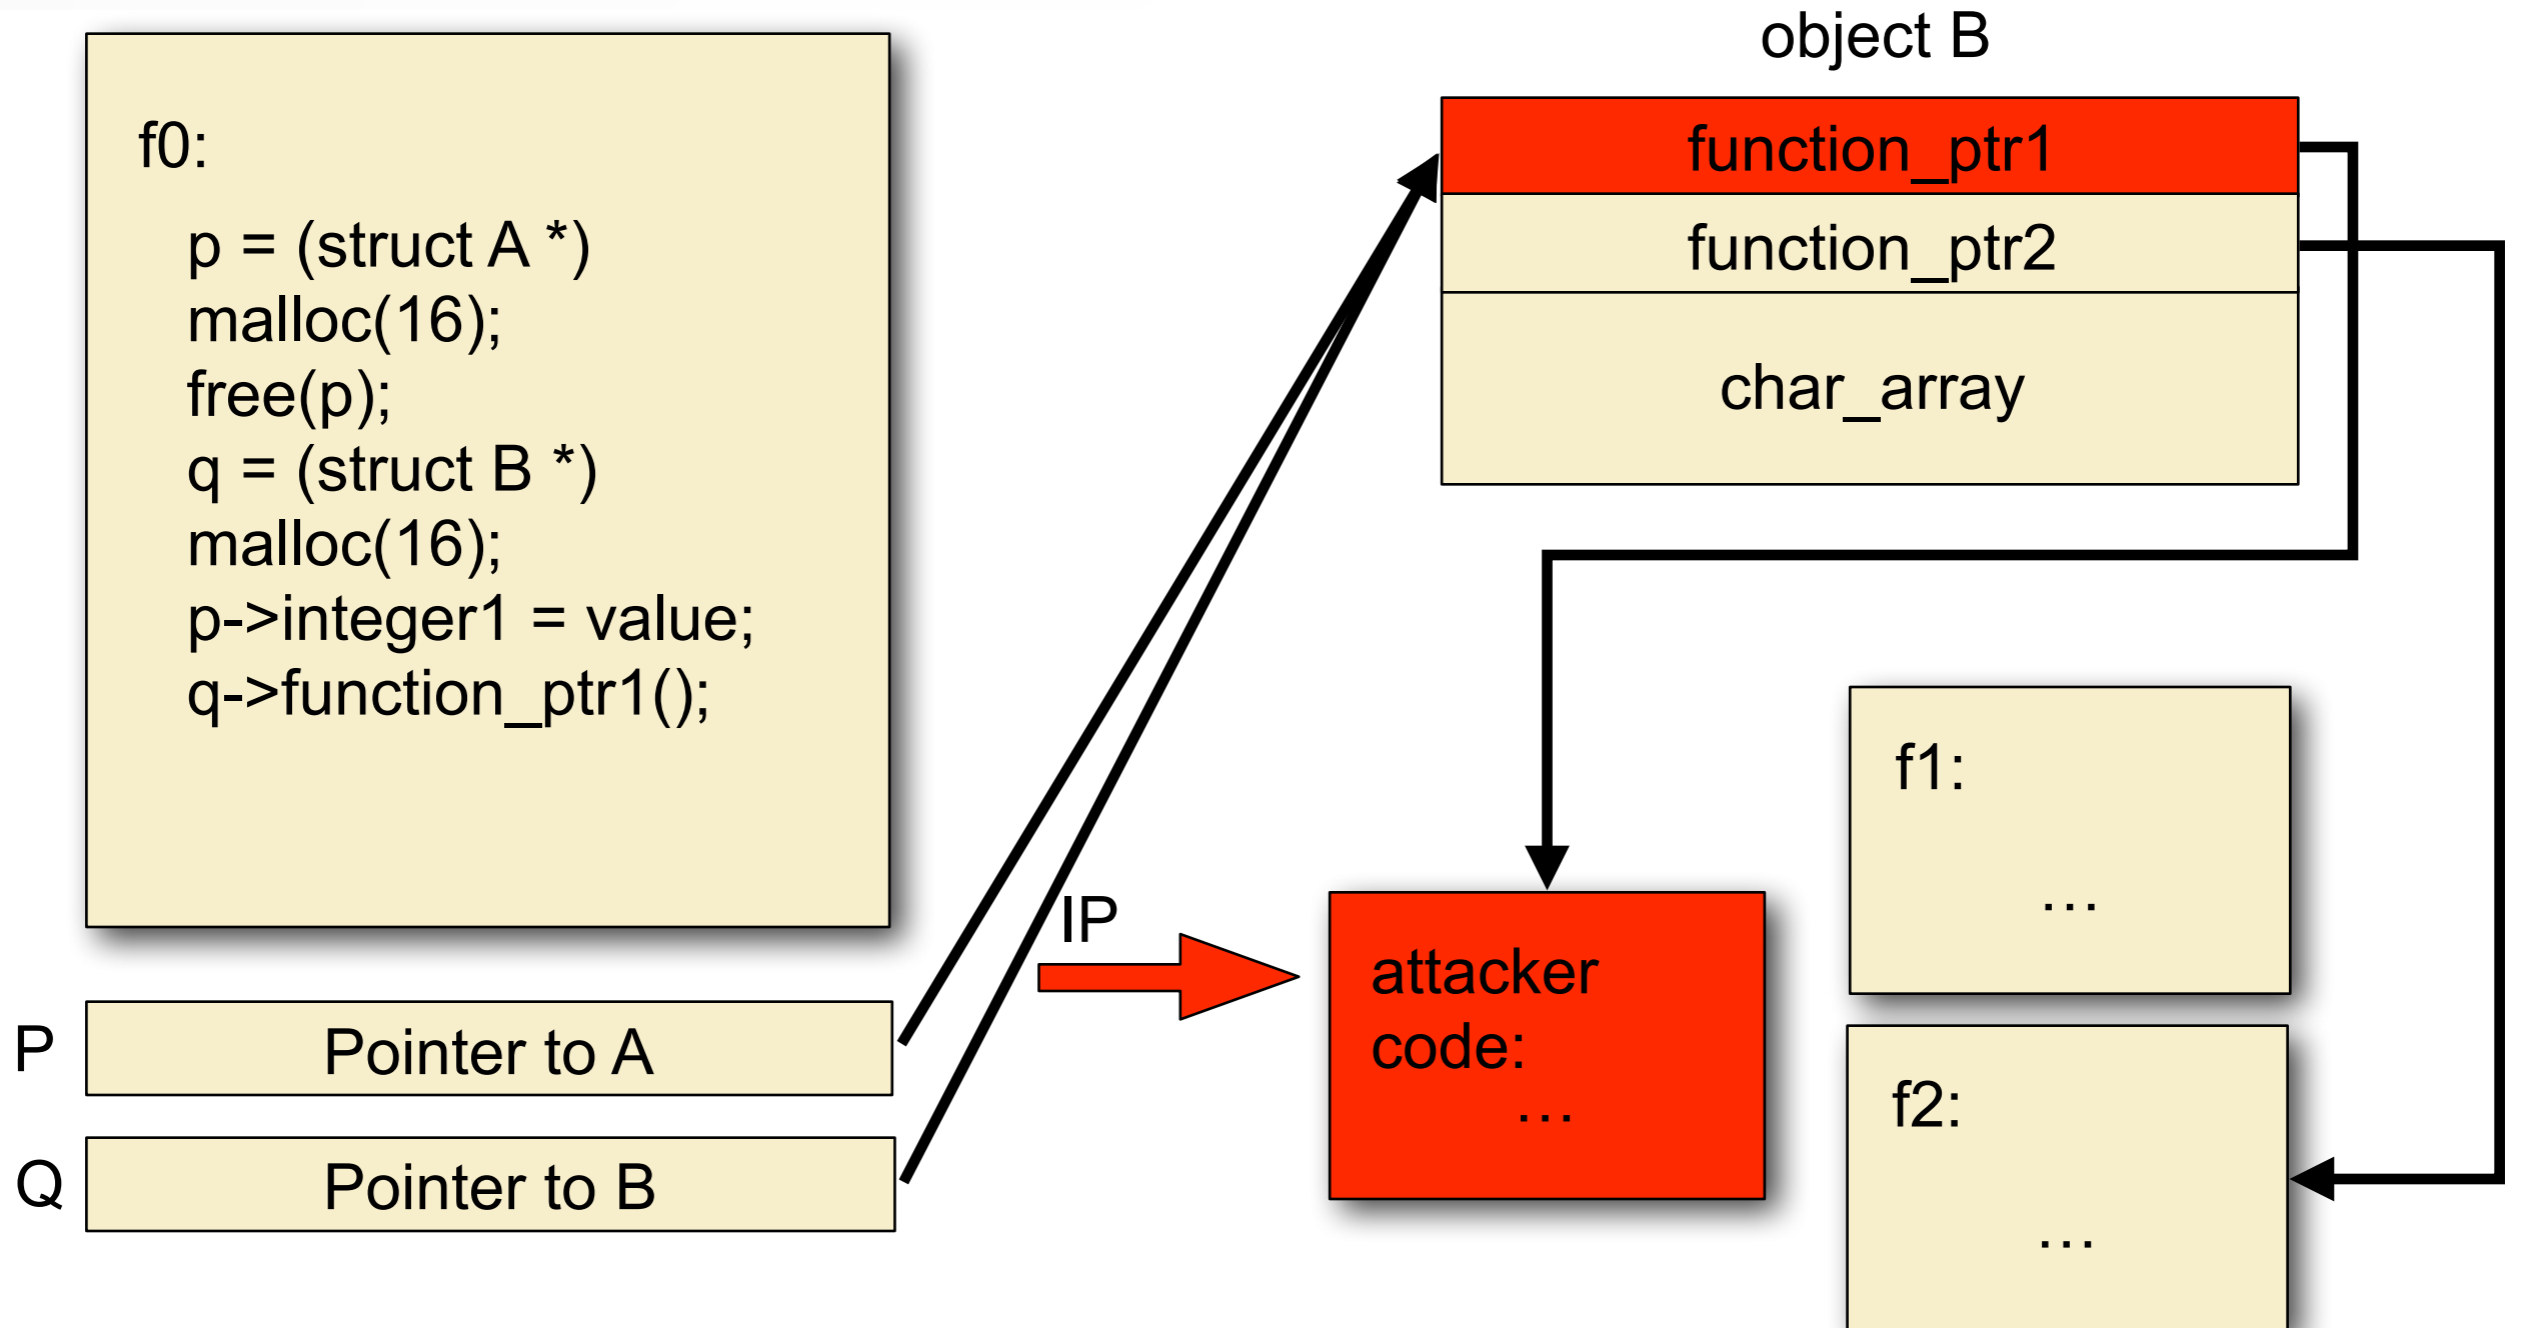 f0:
p = (struct A *)
malloc(16);
free(p);
q = (struct B *)
malloc(16);
p->integer1 = value;
q->function_ptr1();
P
Pointer to A
Q
Pointer to B
object B
function_ptr1
function_ptr2
char_array
IP
attacker
code:
…
f1:
…
f2:
…